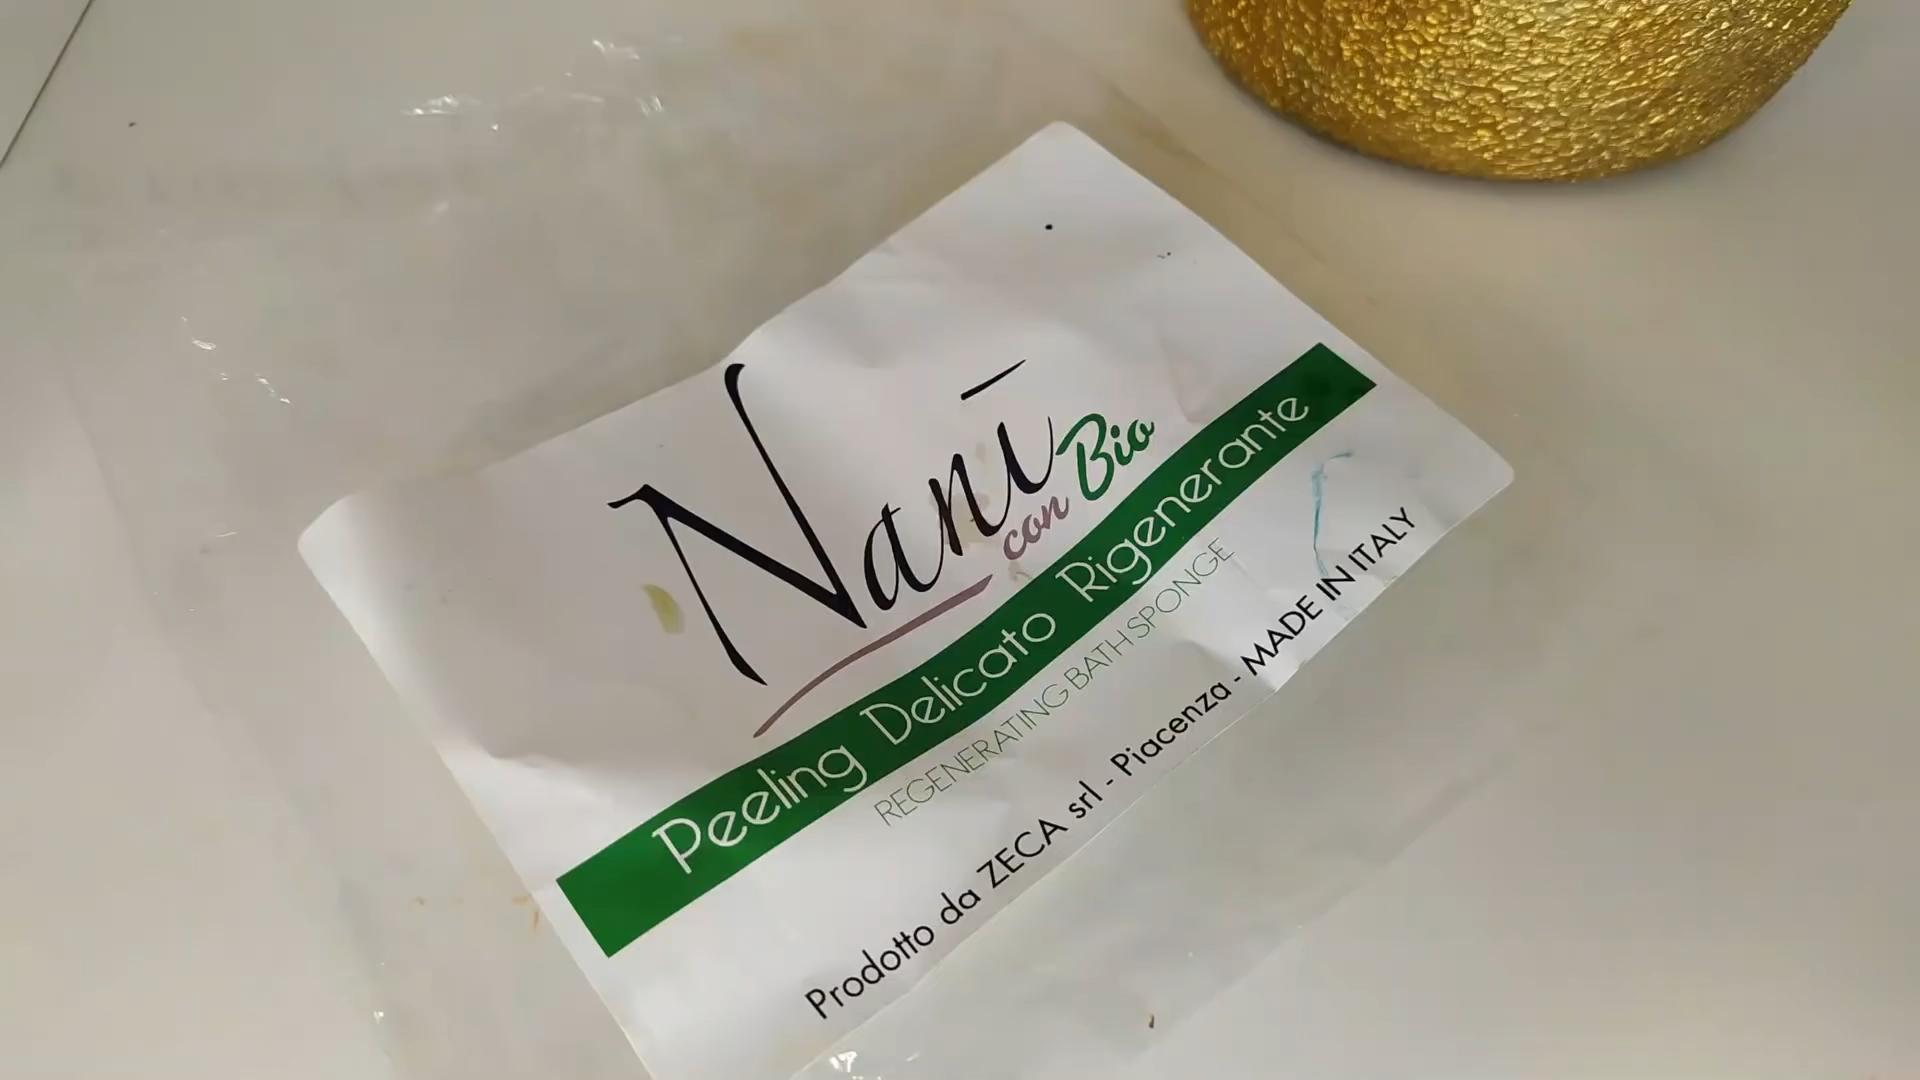 Nanī
con Bio
Peeling Delicato Rigenerante
REGENERATING BATH SPONGE
Prodotto da ZECA srl - Piacenza - MADE IN ITALY